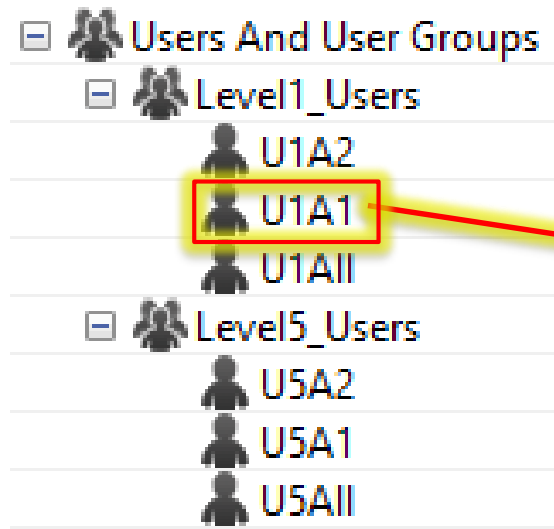 Users And User Groups
Level1_Users
U1A2
U1A1
U1All
Level5_Users
U5A2
U5A1
U5All